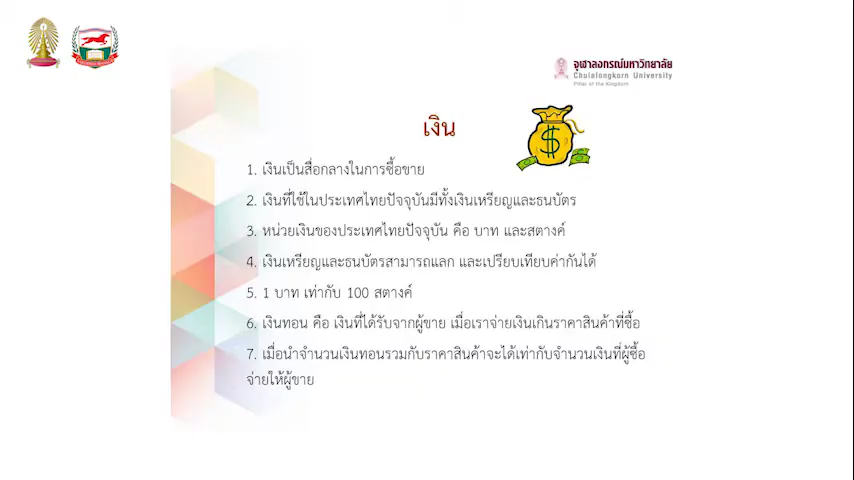 จุฬาลงกรณ์มหาวิทยาลัย
Chulalongkorn University
Pillar of the Kingdom
เงิน
1. เงินเป็นสื่อกลางในการซื้อขาย
2. เงินที่ใช้ในประเทศไทยปัจจุบันมีทั้งเงินเหรียญและธนบัตร
3. หน่วยเงินของประเทศไทยปัจจุบัน คือ บาท และสตางค์
4. เงินเหรียญและธนบัตรสามารถแลก และเปรียบเทียบค่ากันได้
5. 1 บาท เท่ากับ 100 สตางค์
6. เงินทอน คือ เงินที่ได้รับจากผู้ขาย เมื่อเราจ่ายเงินเกินราคาสินค้าที่ซื้อ
7. เมื่อนำจำนวนเงินทอนรวมกับราคาสินค้าจะได้เท่ากับจำนวนเงินที่ผู้ซื้อ
จ่ายให้ผู้ขาย